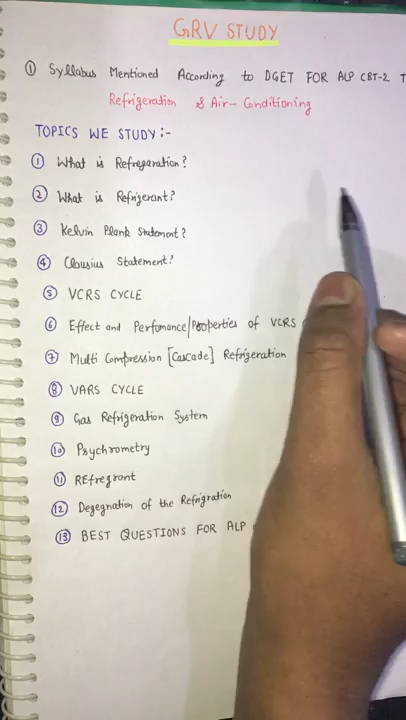 GRV STUDY
① Syllabus Mentioned According to DGET FOR ALP CBT-2 T
Refrigeration & Air-Conditioning
TOPICS WE STUDY:-
① What is Refregaration?
② What is Refrigerant?
③ Kelvin Plank Statement?
④ Clausius Statement?
⑤ VCRS CYCLE
⑥ Effect and Perfomance/Properties of VCRS
⑦ Multi Compression [Cascade] Refrigeration
⑧ VARS CYCLE
⑨ Gas Refrigeration System
⑩ Psychrometry
⑪ REfregrant
⑫ Degegnation of the Refrigration
⑬ BEST QUESTIONS FOR ALP